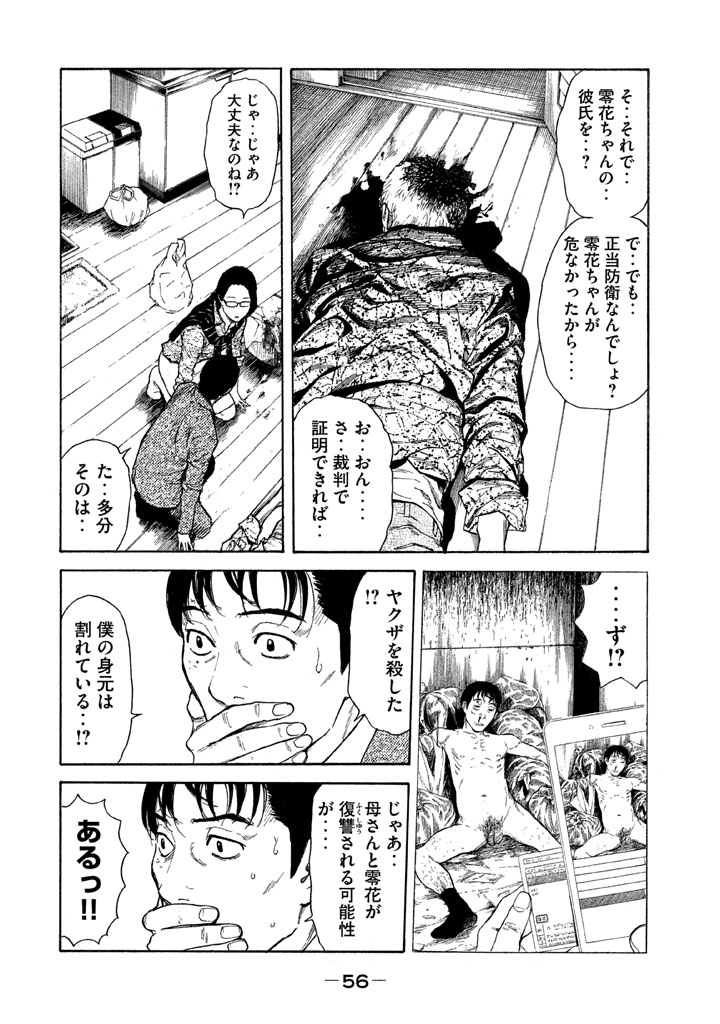 そ‥それで‥
零花ちゃんの‥
彼氏を‥?
で‥でも‥
正当防衛なんでしょ?
零花ちゃんが
危なかったから‥‥
お‥おん‥‥
さ‥裁判で
証明できれば‥
じゃ‥じゃあ
大丈夫なのね!?
た‥多分
そのは‥
‥‥ず!?
ヤクザを殺した
!?
僕の身元は
割れている‥!?
じゃあ‥
母さんと零花が
復讐される可能性
ふくしゅう
が‥‥
あるっ!!
－56－